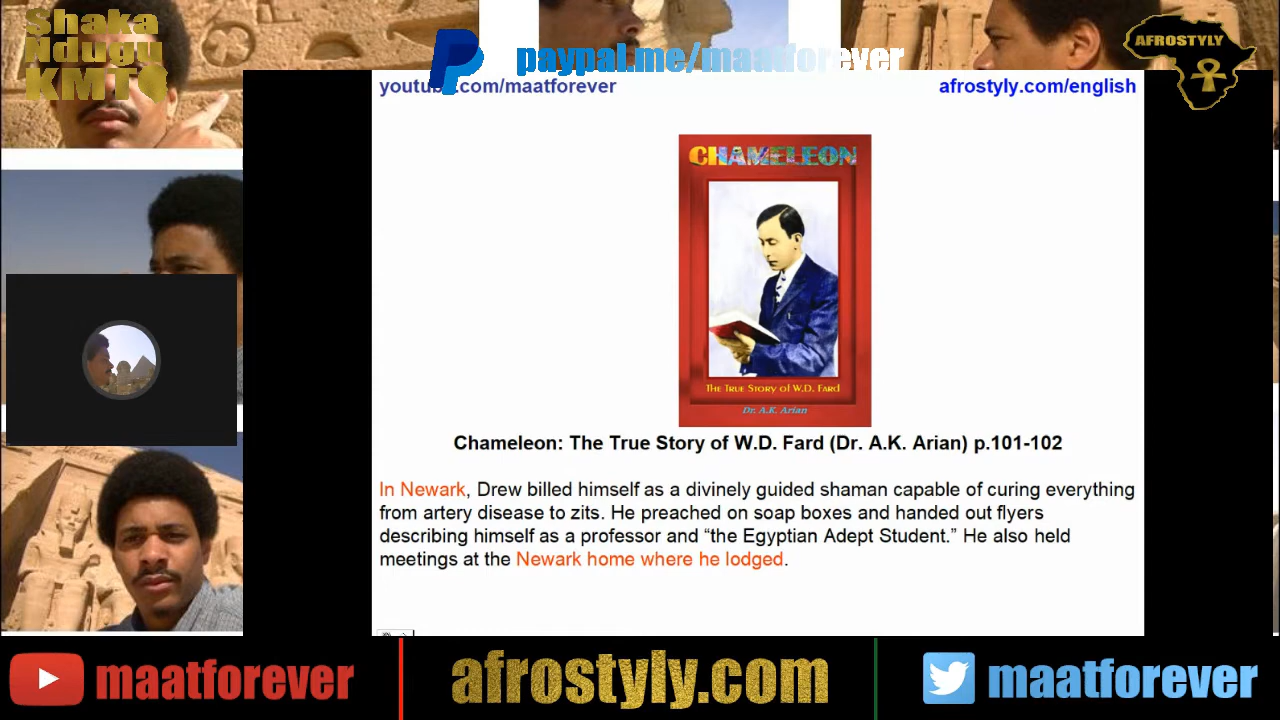 Shaka
Ndugu
KMT
paypal.me/maatforever
AFROSTYLY
youtube.com/maatforever
afrostyly.com/english
CHAMELEON
The True Story of W.D. Fard
Dr. A.K. Arian
Chameleon: The True Story of W.D. Fard (Dr. A.K. Arian) p.101-102
In Newark, Drew billed himself as a divinely guided shaman capable of curing everything
from artery disease to zits. He preached on soap boxes and handed out flyers
describing himself as a professor and “the Egyptian Adept Student.” He also held
meetings at the Newark home where he lodged.
maatforever
afrostyly.com
maatforever